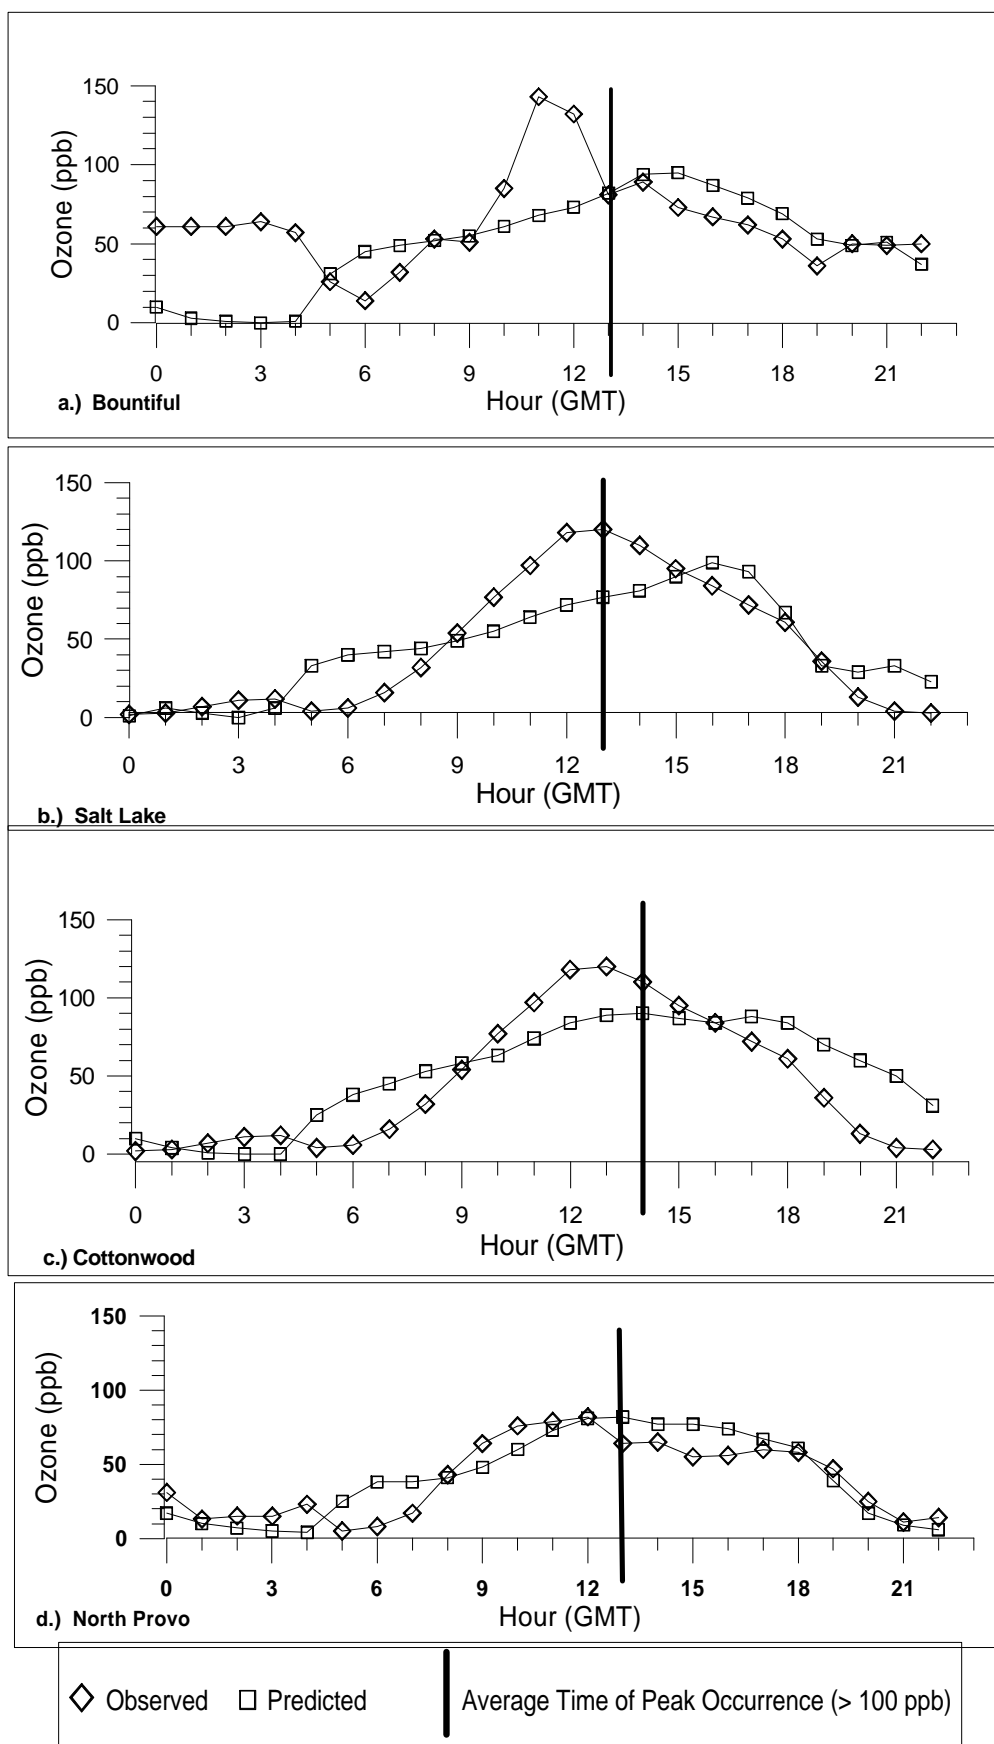 150
100
50
0
Ozone (ppb)
0 3 6 9 12 15 18 21
Hour (GMT)
a.) Bountiful
150
100
50
0
Ozone (ppb)
0 3 6 9 12 15 18 21
Hour (GMT)
b.) Salt Lake
150
100
50
0
Ozone (ppb)
0 3 6 9 12 15 18 21
Hour (GMT)
c.) Cottonwood
150
100
50
0
Ozone (ppb)
0 3 6 9 12 15 18 21
Hour (GMT)
d.) North Provo
Observed Predicted Average Time of Peak Occurrence (> 100 ppb)